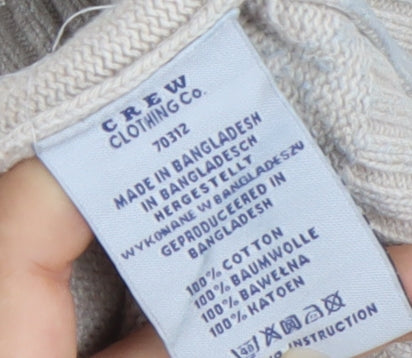 CREW
CLOTHING Co.
70312
MADE IN BANGLADESH
IN BANGLADESCH
HERGESTELLT
WYKONANE W BANGLADESZU
GEPRODUCEERED IN
BANGLADESH
100% COTTON
100% BAUMWOLLE
100% BAWEŁNA
100% KATOEN
INSTRUCTION